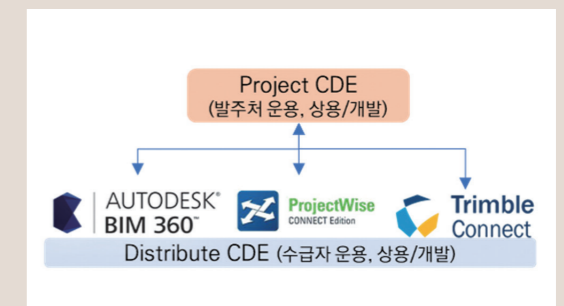 Project CDE
(발주처 운용, 상용/개발)
AUTODESK®
BIM 360™
ProjectWise
CONNECT Edition
Trimble
Connect
Distribute CDE (수급자 운용, 상용/개발)